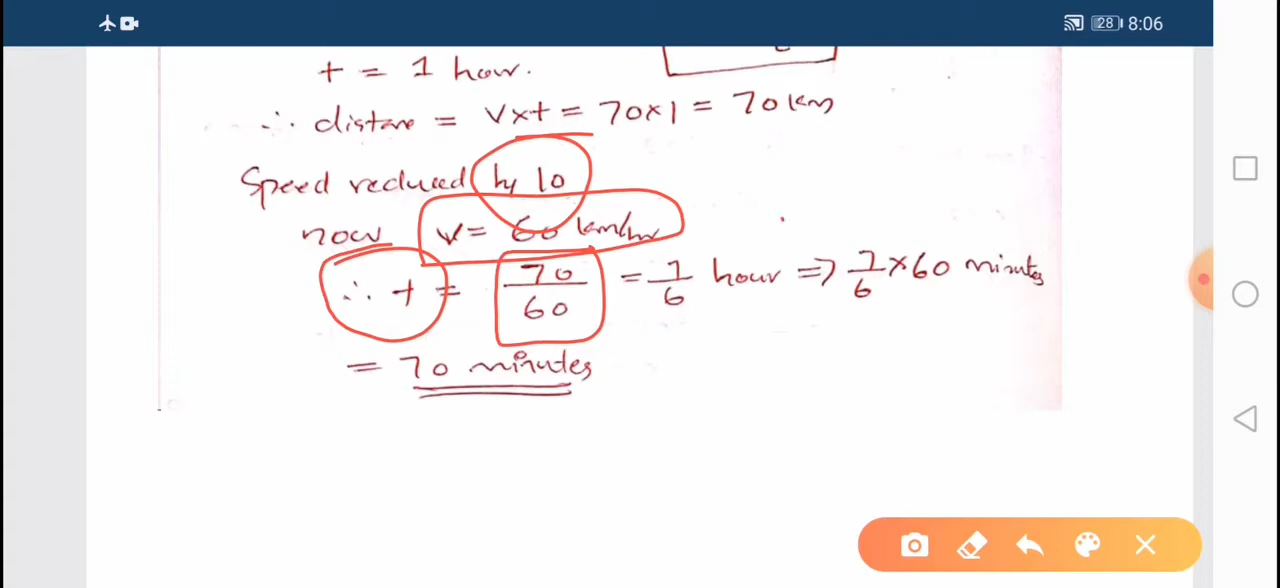 28 8:06
t = 1 hour.
∴ distane = v×t = 70×1 = 70 km
Speed reduced by 10
now v = 60 km/hr
∴ t = 70/60 = 7/6 hour ⇒ 7/6 × 60 minutes
= 70 minutes